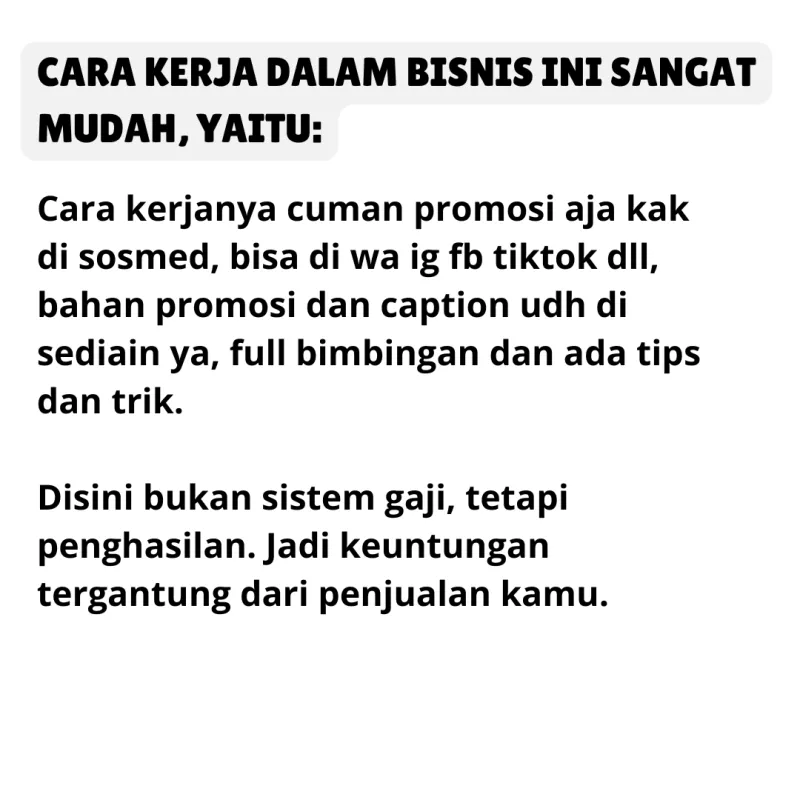 CARA KERJA DALAM BISNIS INI SANGAT
MUDAH, YAITU:
Cara kerjanya cuman promosi aja kak
di sosmed, bisa di wa ig fb tiktok dll,
bahan promosi dan caption udh di
sediain ya, full bimbingan dan ada tips
dan trik.
Disini bukan sistem gaji, tetapi
penghasilan. Jadi keuntungan
tergantung dari penjualan kamu.